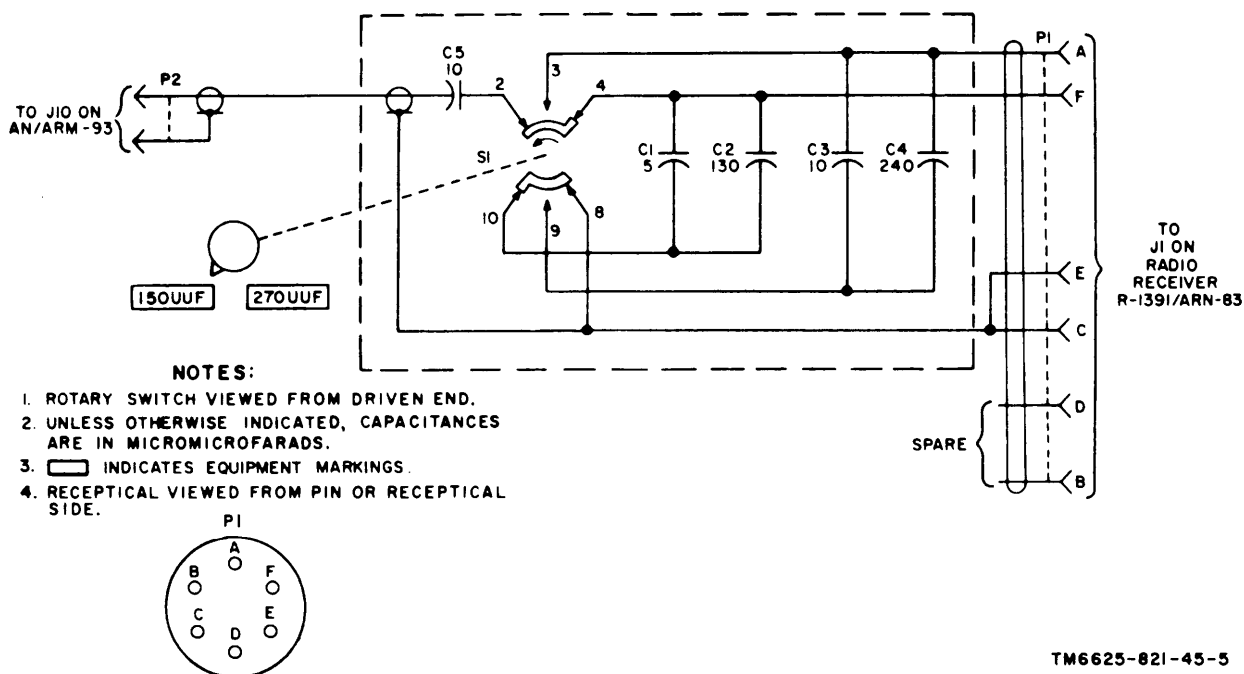 P2
TO J10 ON
AN/ARM-93
C5
10
2
3
4
S1
10
9
8
C1
5
C2
130
C3
10
C4
240
P1
A
F
E
C
D
B
SPARE
TO
J1 ON
RADIO
RECEIVER
R-1391/ARN-83
150UUF
270UUF
NOTES:
1. ROTARY SWITCH VIEWED FROM DRIVEN END.
2. UNLESS OTHERWISE INDICATED, CAPACITANCES
ARE IN MICROMICROFARADS.
3. INDICATES EQUIPMENT MARKINGS.
4. RECEPTICAL VIEWED FROM PIN OR RECEPTICAL
SIDE.
P1
A
B
F
C
E
D
TM6625-821-45-5